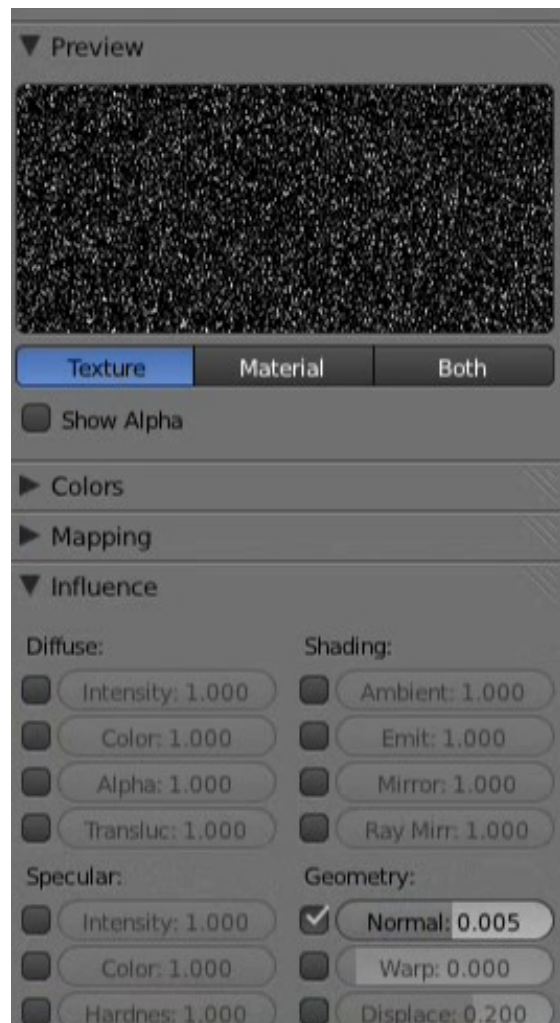 Preview
Texture Material Both
Show Alpha
Colors
Mapping
Influence
Diffuse: Shading:
Intensity: 1.000 Ambient: 1.000
Color: 1.000 Emit: 1.000
Alpha: 1.000 Mirror: 1.000
Transluc: 1.000 Ray Mirr: 1.000
Specular: Geometry:
Intensity: 1.000 Normal: 0.005
Color: 1.000 Warp: 0.000
Hardnes: 1.000 Displace: 0.200